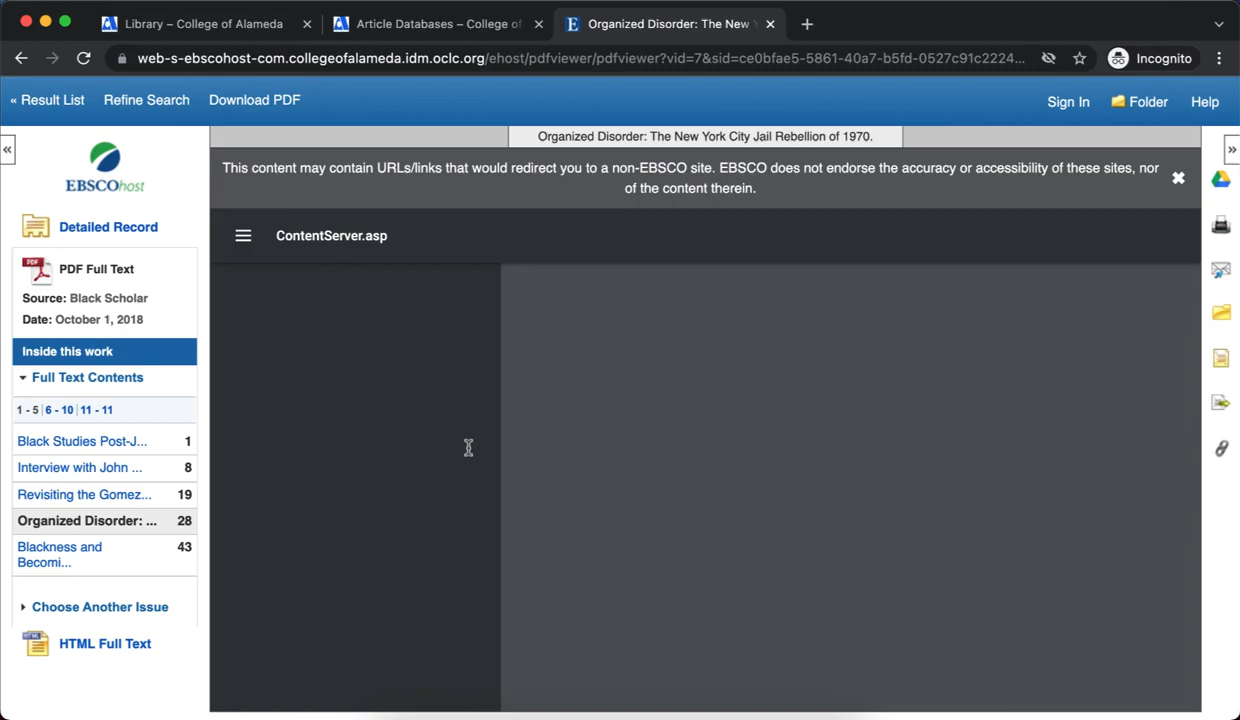 Library – College of Alameda
Article Databases – College of
Organized Disorder: The New
web-s-ebscohost-com.collegeofalameda.idm.oclc.org/ehost/pdfviewer/pdfviewer?vid=7&sid=ce0bfae5-5861-40a7-b5fd-0527c91c2224...
Incognito
« Result List Refine Search Download PDF
Sign In Folder Help
Organized Disorder: The New York City Jail Rebellion of 1970.
This content may contain URLs/links that would redirect you to a non-EBSCO site. EBSCO does not endorse the accuracy or accessibility of these sites, nor
of the content therein.
EBSCOhost
Detailed Record
ContentServer.asp
PDF
PDF Full Text
Source: Black Scholar
Date: October 1, 2018
Inside this work
Full Text Contents
1 - 5 | 6 - 10 | 11 - 11
Black Studies Post-J... 1
Interview with John ... 8
Revisiting the Gomez... 19
Organized Disorder: ... 28
Blackness and 43
Becomi...
Choose Another Issue
HTML
HTML Full Text